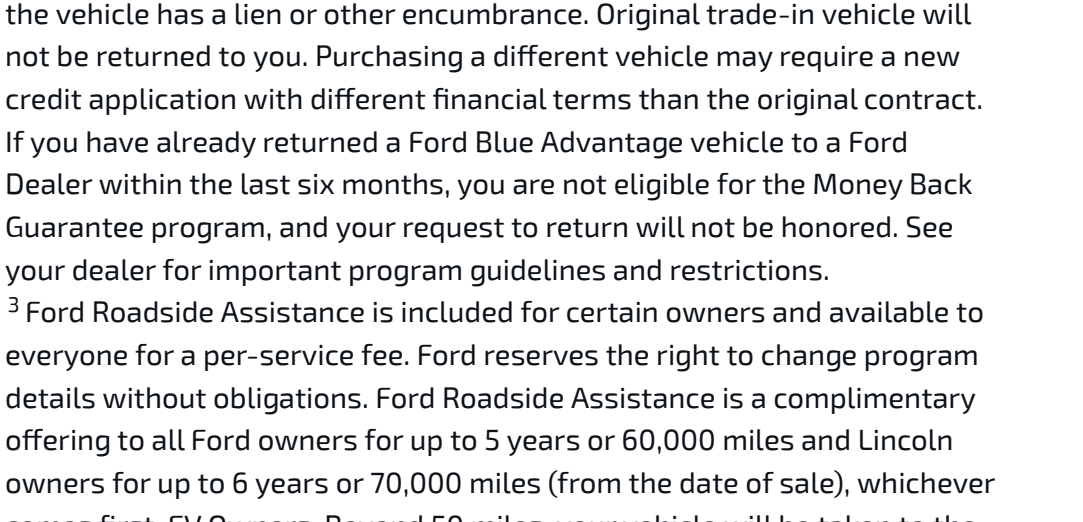 the vehicle has a lien or other encumbrance. Original trade-in vehicle will
not be returned to you. Purchasing a different vehicle may require a new
credit application with different financial terms than the original contract.
If you have already returned a Ford Blue Advantage vehicle to a Ford
Dealer within the last six months, you are not eligible for the Money Back
Guarantee program, and your request to return will not be honored. See
your dealer for important program guidelines and restrictions.
³ Ford Roadside Assistance is included for certain owners and available to
everyone for a per-service fee. Ford reserves the right to change program
details without obligations. Ford Roadside Assistance is a complimentary
offering to all Ford owners for up to 5 years or 60,000 miles and Lincoln
owners for up to 6 years or 70,000 miles (from the date of sale), whichever
comes first. EV Owners: Beyond 50 miles, your vehicle will be taken to the